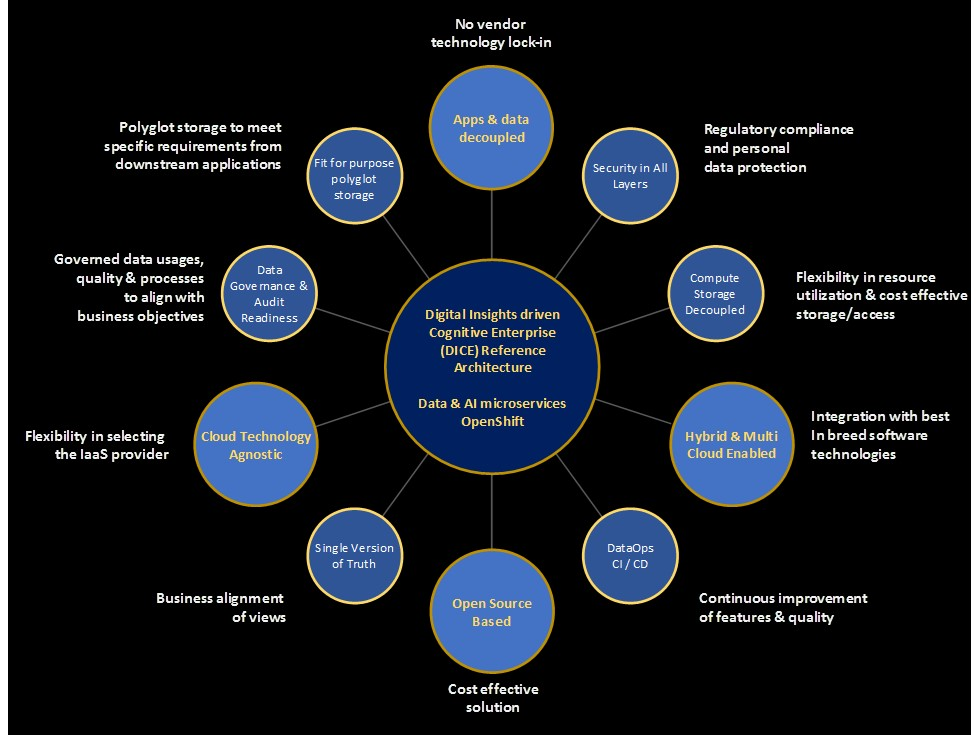 No vendor
technology lock-in
Apps & data
decoupled
Regulatory compliance
and personal
data protection
Security in All
Layers
Flexibility in resource
utilization & cost effective
storage/access
Compute
Storage
Decoupled
Integration with best
In breed software
technologies
Hybrid & Multi
Cloud Enabled
Continuous improvement
of features & quality
DataOps
CI / CD
Open Source
Based
Cost effective
solution
Single Version
of Truth
Business alignment
of views
Cloud Technology
Agnostic
Flexibility in selecting
the IaaS provider
Data
Governance &
Audit
Readiness
Governed data usages,
quality & processes
to align with
business objectives
Fit for purpose
polyglot
storage
Polyglot storage to meet
specific requirements from
downstream applications
Digital Insights driven
Cognitive Enterprise
(DICE) Reference
Architecture
Data & AI microservices
OpenShift